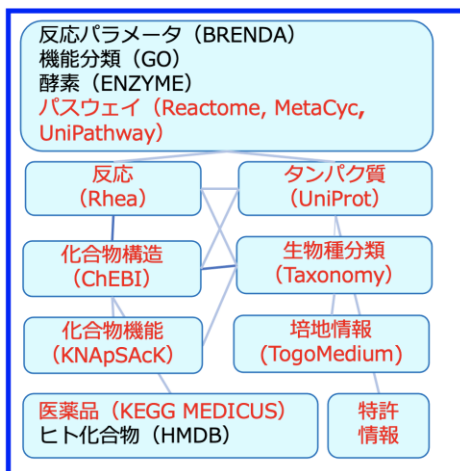 反応パラメータ（BRENDA）
機能分類（GO）
酵素（ENZYME）
パスウェイ（Reactome, MetaCyc,
UniPathway）
反応
(Rhea)
タンパク質
(UniProt)
化合物構造
(ChEBI)
生物種分類
(Taxonomy)
化合物機能
(KNApSAcK)
培地情報
(TogoMedium)
医薬品（KEGG MEDICUS）
ヒト化合物（HMDB）
特許
情報